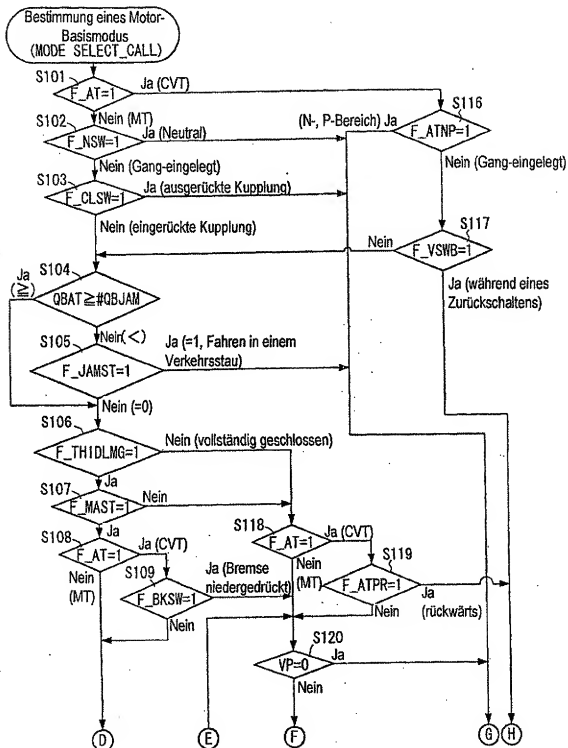 Bestimmung eines Motor-
Basismodus
(MODE SELECT_CALL)
S101
F_AT=1
Ja (CVT)
Nein (MT)
S102
F_NSW=1
Ja (Neutral)
Nein (Gang-eingelegt)
S103
F_CLSW=1
Ja (ausgerückte Kupplung)
Nein (eingerückte Kupplung)
(N-, P-Bereich) Ja
S116
F_ATNP=1
Nein (Gang-eingelegt)
S117
F_VSWB=1
Nein
Ja (während eines
Zurückschaltens)
S104
Ja
(≧)
QBAT≧#QBJAM
Nein(<)
S105
F_JAMST=1
Ja (=1, Fahren in einem
Verkehrsstau)
Nein (=0)
S106
F_THIDLMG=1
Nein (vollständig geschlossen)
Ja
S107
F_MAST=1
Nein
Ja
S108
F_AT=1
Ja (CVT)
Nein
(MT)
S109
F_BKSW=1
Ja (Bremse
niedergedrückt)
Nein
S118
F_AT=1
Ja (CVT)
Nein
(MT)
S119
F_ATPR=1
Ja
(rückwärts)
Nein
S120
VP=0
Ja
Nein
D
E
F
G
H